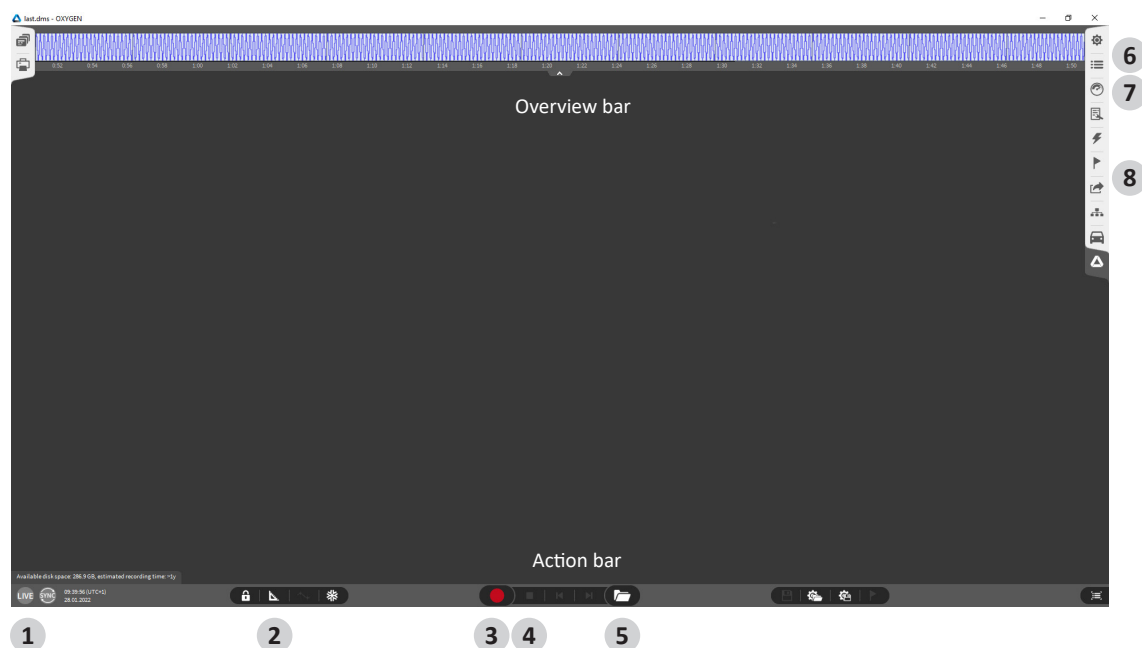 last.dms - OXYGEN
0:52 0:54 0:56 0:58 1:00 1:02 1:04 1:06 1:08 1:10 1:12 1:14 1:16 1:18 1:20 1:22 1:24 1:26 1:28 1:30 1:32 1:34 1:36 1:38 1:40 1:42 1:44 1:46 1:48 1:50
6
7
Overview bar
8
Action bar
Available disk space: 286.9 GB, estimated recording time: >1y
LIVE SYNC 09:39:56 (UTC+1)
28.01.2022
1 2 3 4 5